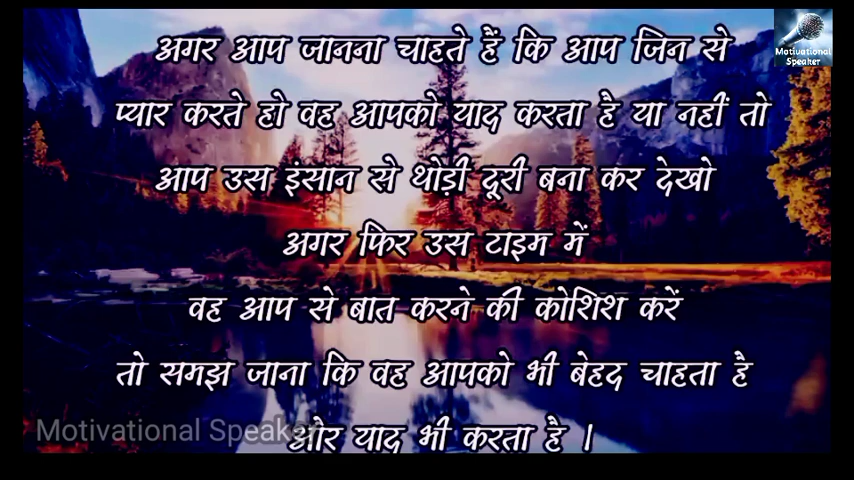 Motivational
Speaker
अगर आप जानना चाहते हैं कि आप जिन से
प्यार करते हो वह आपको याद करता है या नहीं तो
आप उस इंसान से थोड़ी दूरी बना कर देखो
अगर फिर उस टाइम में
वह आप से बात करने की कोशिश करें
तो समझ जाना कि वह आपको भी बेहद चाहता है
और याद भी करता है ।
Motivational Speaker